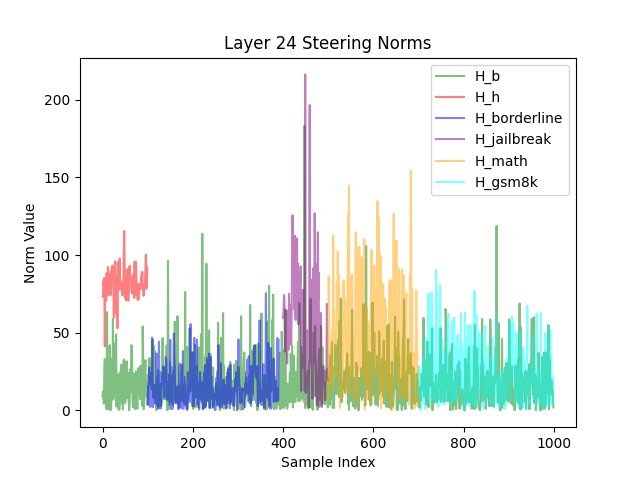 Layer 24 Steering Norms
H_b
H_h
H_borderline
H_jailbreak
H_math
H_gsm8k
Norm Value
200
150
100
50
0
0 200 400 600 800 1000
Sample Index